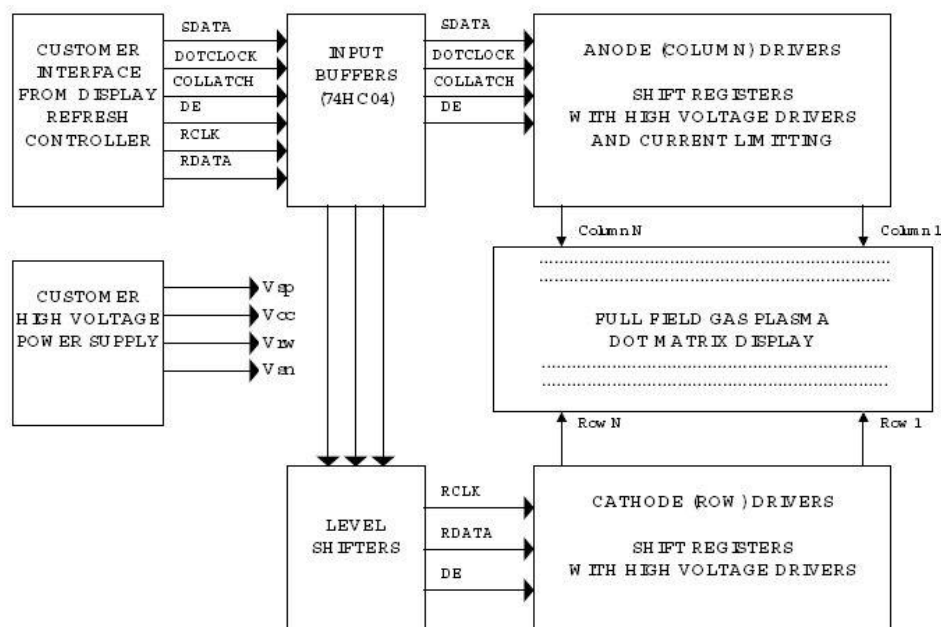 CUSTOMER
INTERFACE
FROM DISPLAY
REFRESH
CONTROLLER
SDATA
DOTCLOCK
COLLATCH
DE
RCLK
RDATA
INPUT
BUFFERS
(74HC04)
SDATA
DOTCLOCK
COLLATCH
DE
ANODE (COLUMN) DRIVERS
SHIFT REGISTERS
WITH HIGH VOLTAGE DRIVERS
AND CURRENT LIMITTING
Column N
Column 1
CUSTOMER
HIGH VOLTAGE
POWER SUPPLY
Vsp
Vcc
Vrw
Vsn
FULL FIELD GAS PLASMA
DOT MATRIX DISPLAY
Row N
Row 1
LEVEL
SHIFTERS
RCLK
RDATA
DE
CATHODE (ROW) DRIVERS
SHIFT REGISTERS
WITH HIGH VOLTAGE DRIVERS